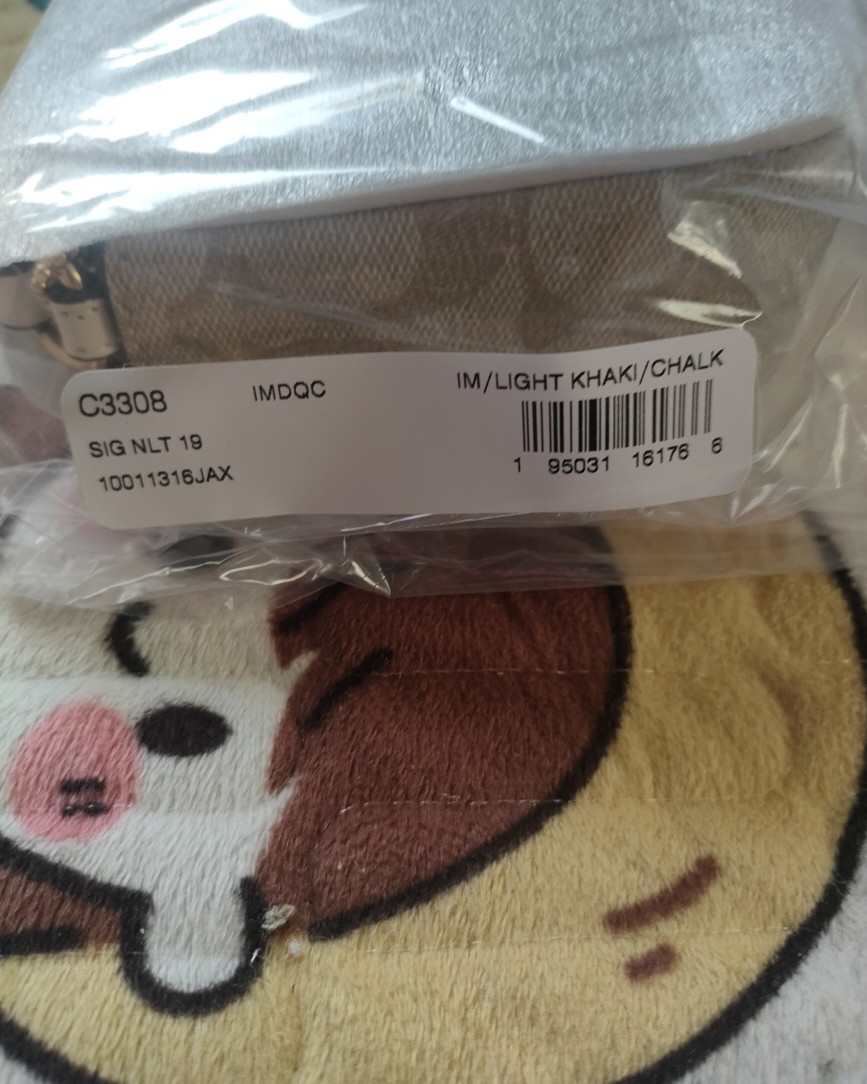 C3308 IMDQC IM/LIGHT KHAKI/CHALK
SIG NLT 19
10011316JAX
1 95031 16176 6